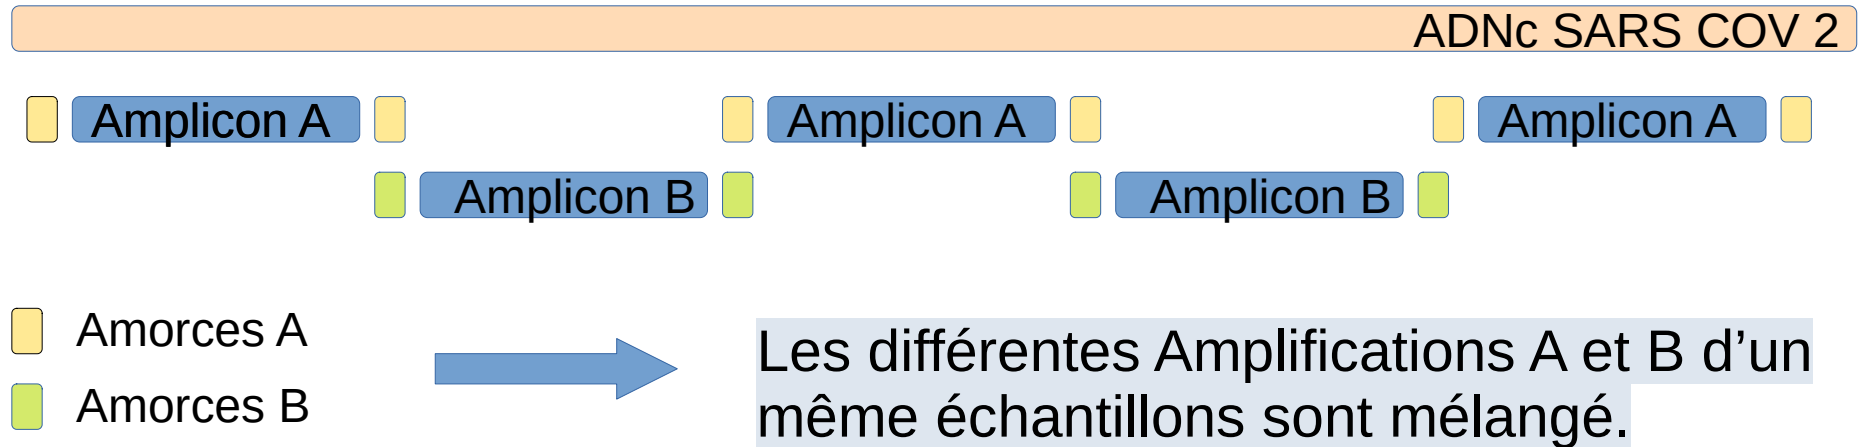 ADNc SARS COV 2
Amplicon A
Amplicon A
Amplicon A
Amplicon B
Amplicon B
Amorces A
Amorces B
Les différentes Amplifications A et B d’un
même échantillons sont mélangé.